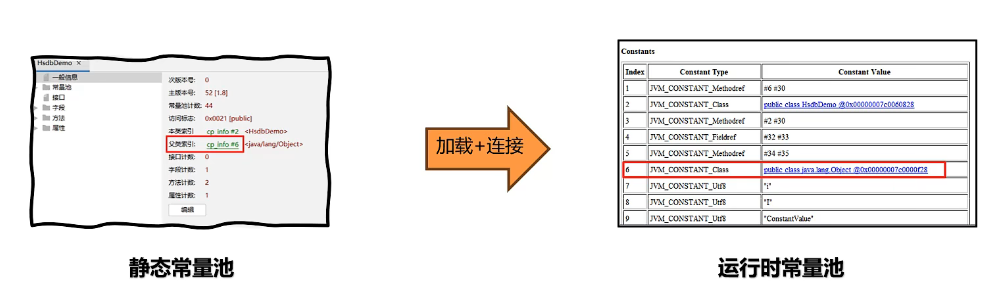 HsdbDemo ×
一般信息
常量池
接口
字段
方法
属性
次版本号: 0
主版本号: 52 [1.8]
常量池计数: 44
访问标志: 0x0021 [public]
本类索引: cp_info #2 <HsdbDemo>
父类索引: cp_info #6 <java/lang/Object>
接口计数: 0
字段计数: 1
方法计数: 2
属性计数: 1
编辑
静态常量池
加载+连接
Constants
Index Constant Type Constant Value
1 JVM_CONSTANT_Methodref #6 #30
2 JVM_CONSTANT_Class public class HsdbDemo @0x00000007c0060828
3 JVM_CONSTANT_Methodref #2 #30
4 JVM_CONSTANT_Fieldref #32 #33
5 JVM_CONSTANT_Methodref #34 #35
6 JVM_CONSTANT_Class public class java.lang.Object @0x00000007c0000f28
7 JVM_CONSTANT_Utf8 "i"
8 JVM_CONSTANT_Utf8 "I"
9 JVM_CONSTANT_Utf8 "ConstantValue"
运行时常量池